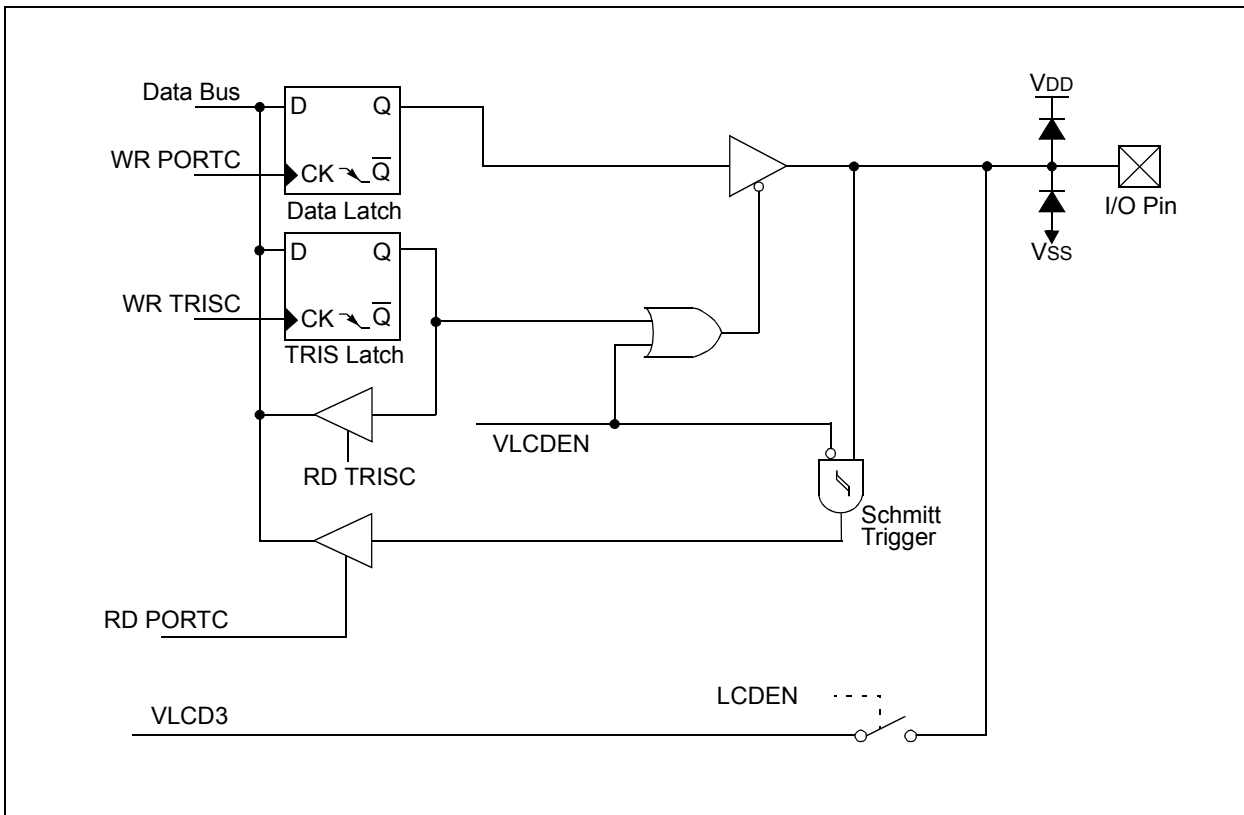 Data Bus
D Q
VDD
WR PORTC
CK Q̅
I/O Pin
Data Latch
D Q
VSS
WR TRISC
CK Q̅
TRIS Latch
VLCDEN
RD TRISC
Schmitt
Trigger
RD PORTC
LCDEN
VLCD3